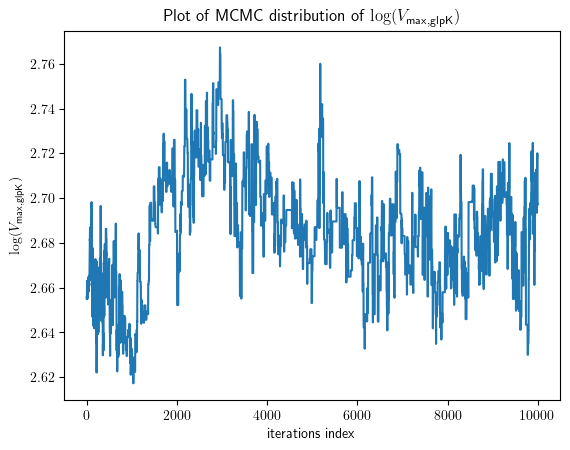 Plot of MCMC distribution of log(V_max,glpK)
log(V_max,glpK)
2.76
2.74
2.72
2.70
2.68
2.66
2.64
2.62
0 2000 4000 6000 8000 10000
iterations index